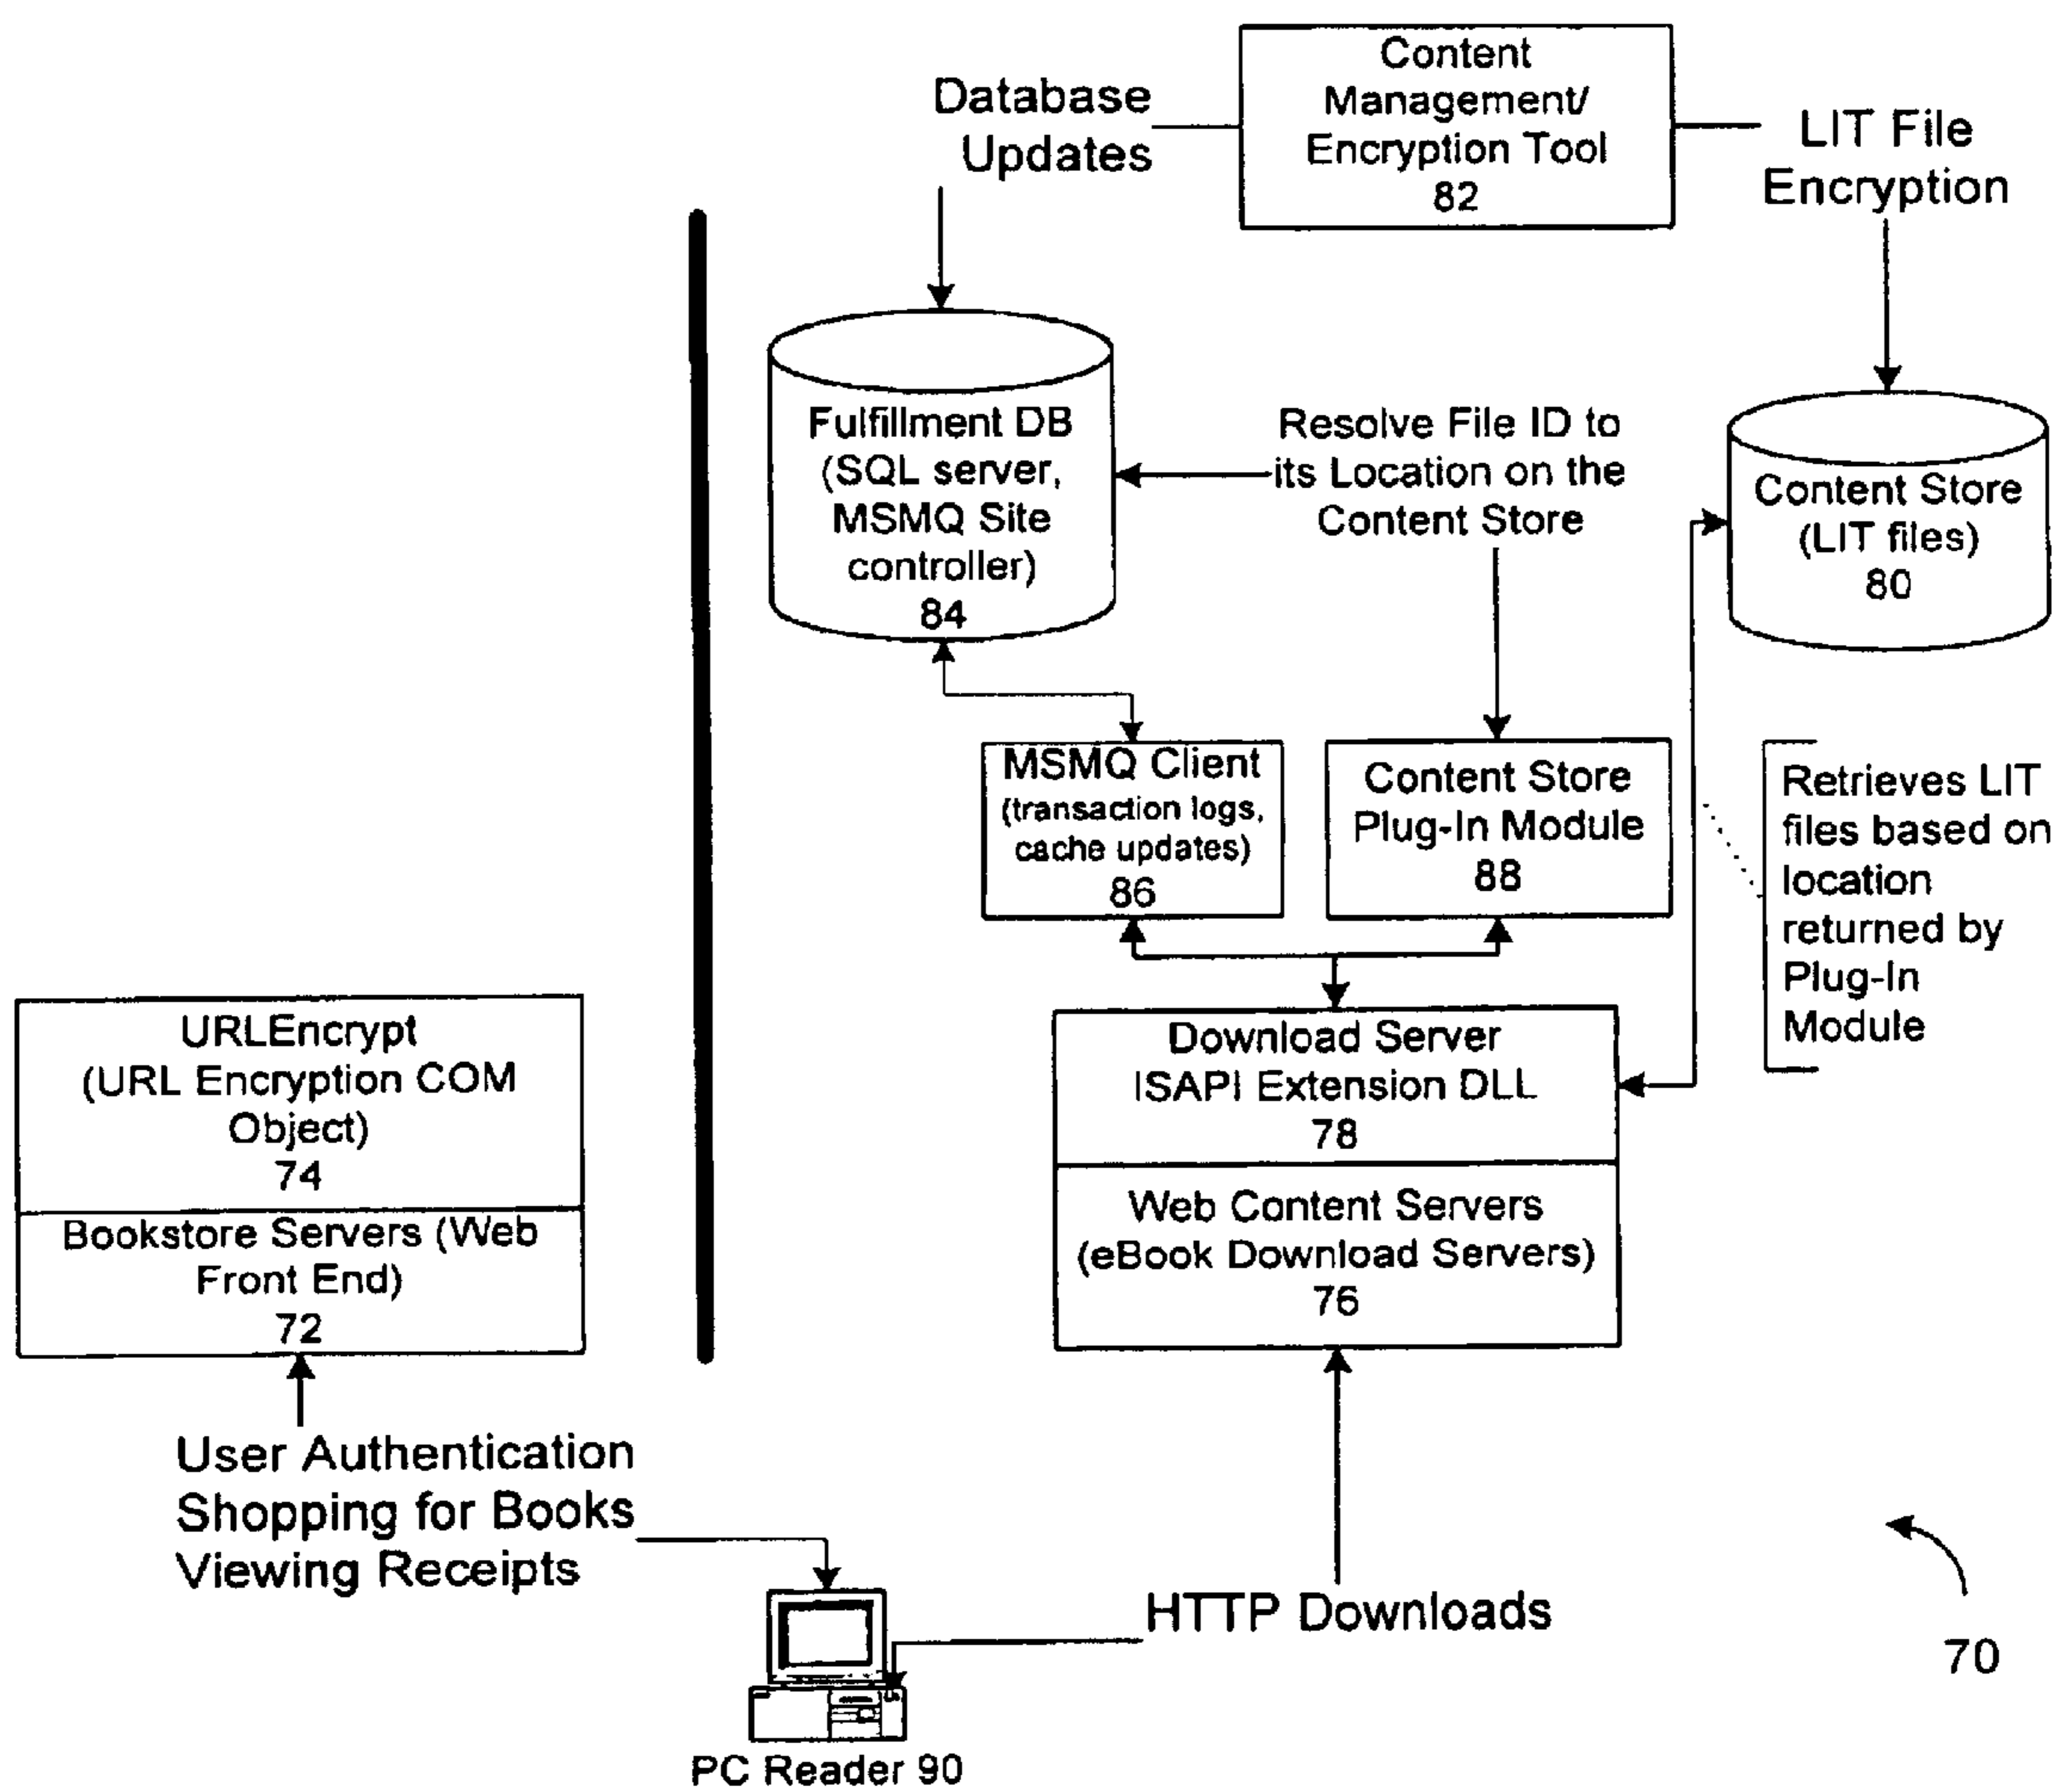 Content
Management/
Encryption Tool
82
Database
Updates
LIT File
Encryption
Fulfillment DB
(SQL server,
MSMQ Site
controller)
84
Resolve File ID to
its Location on the
Content Store
Content Store
(LIT files)
80
MSMQ Client
(transaction logs,
cache updates)
86
Content Store
Plug-In Module
88
Retrieves LIT
files based on
location
returned by
Plug-In
Module
URLEncrypt
(URL Encryption COM
Object)
74
Bookstore Servers (Web
Front End)
72
Download Server
ISAPI Extension DLL
78
Web Content Servers
(eBook Download Servers)
76
User Authentication
Shopping for Books
Viewing Receipts
HTTP Downloads
70
PC Reader 90